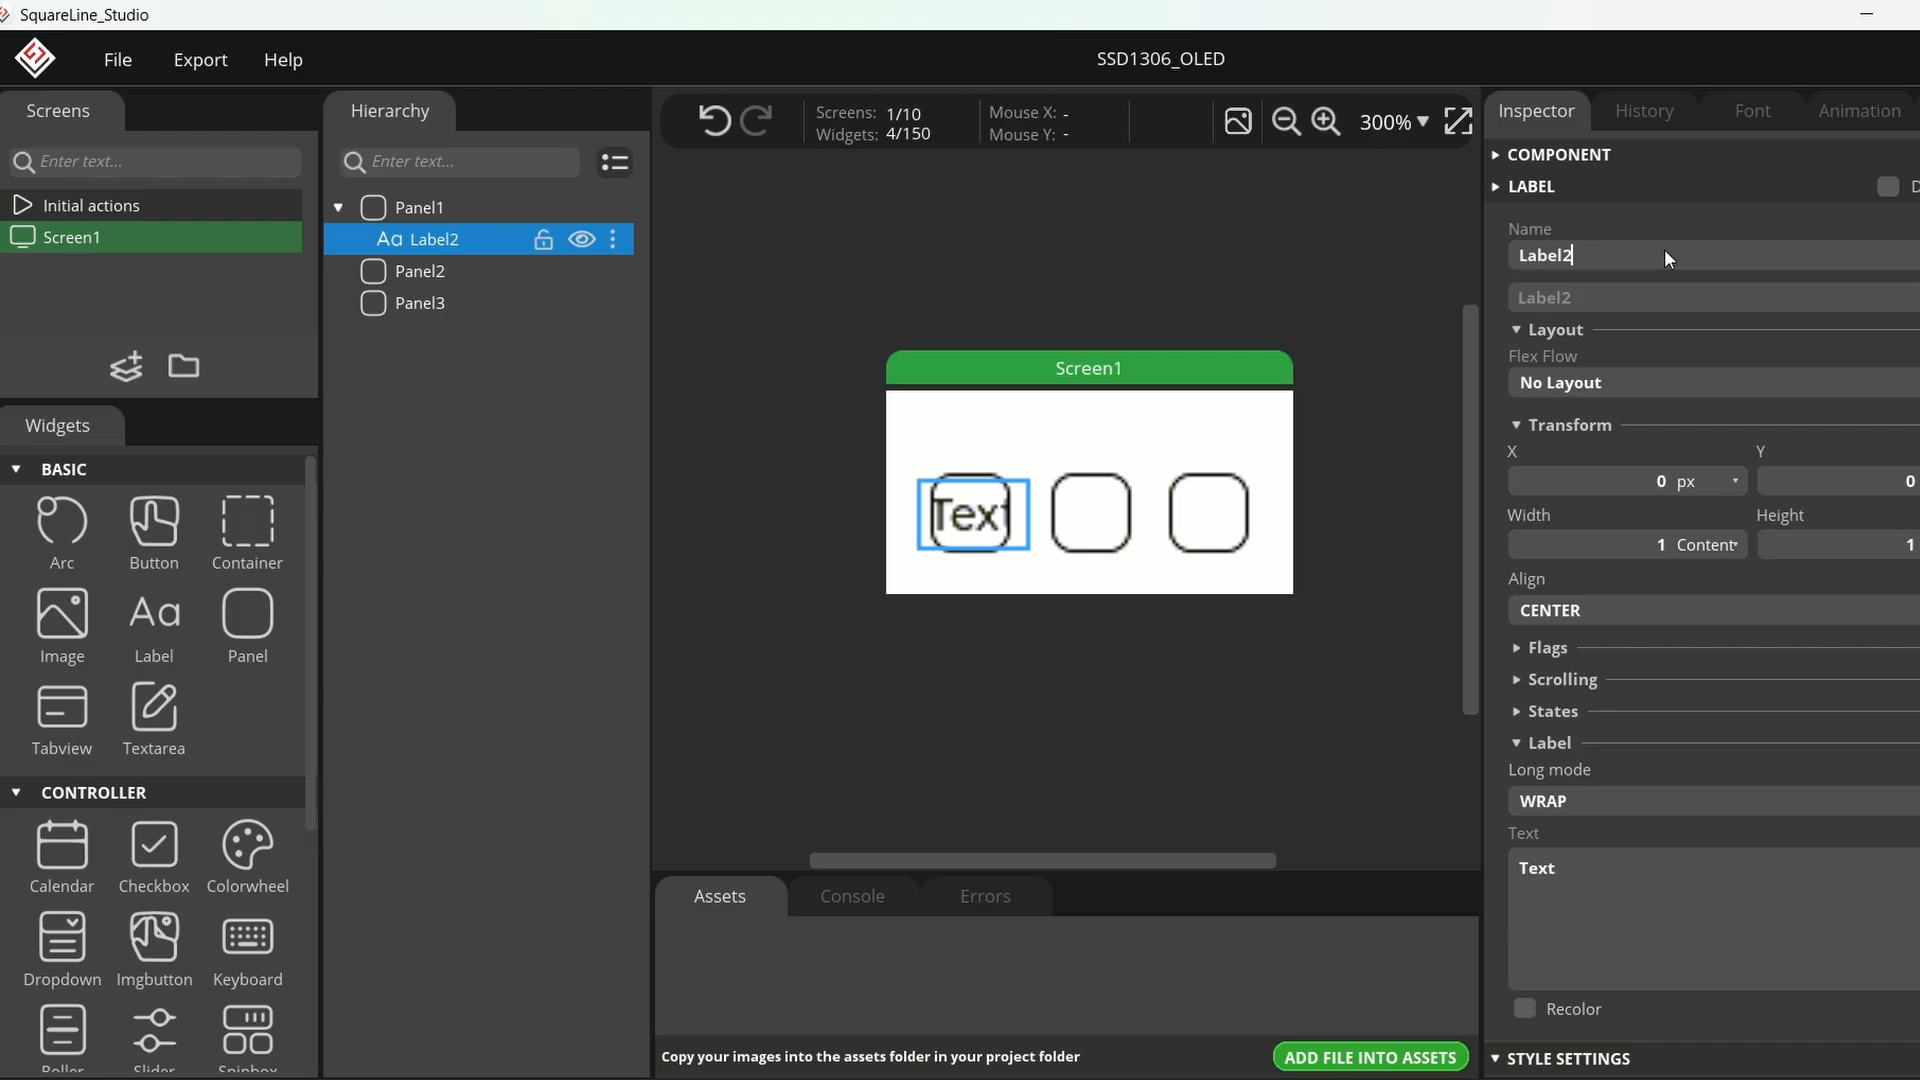 SquareLine_Studio
File
Export
Help
SSD1306_OLED
Screens
Enter text...
Initial actions
Screen1
Widgets
BASIC
Arc
Button
Container
Image
Label
Panel
Tabview
Textarea
CONTROLLER
Calendar
Checkbox
Colorwheel
Dropdown
Imgbutton
Keyboard
Roller
Slider
Spinbox
Hierarchy
Enter text...
Panel1
Aa Label2
Panel2
Panel3
Screens: 1/10
Widgets: 4/150
Mouse X: -
Mouse Y: -
300%
Screen1
Text
Assets
Console
Errors
Copy your images into the assets folder in your project folder
ADD FILE INTO ASSETS
Inspector
History
Font
Animation
COMPONENT
LABEL
D
Name
Label2
Label2
Layout
Flex Flow
No Layout
Transform
X
Y
0 px
0
Width
Height
1 Content
1
Align
CENTER
Flags
Scrolling
States
Label
Long mode
WRAP
Text
Text
Recolor
STYLE SETTINGS